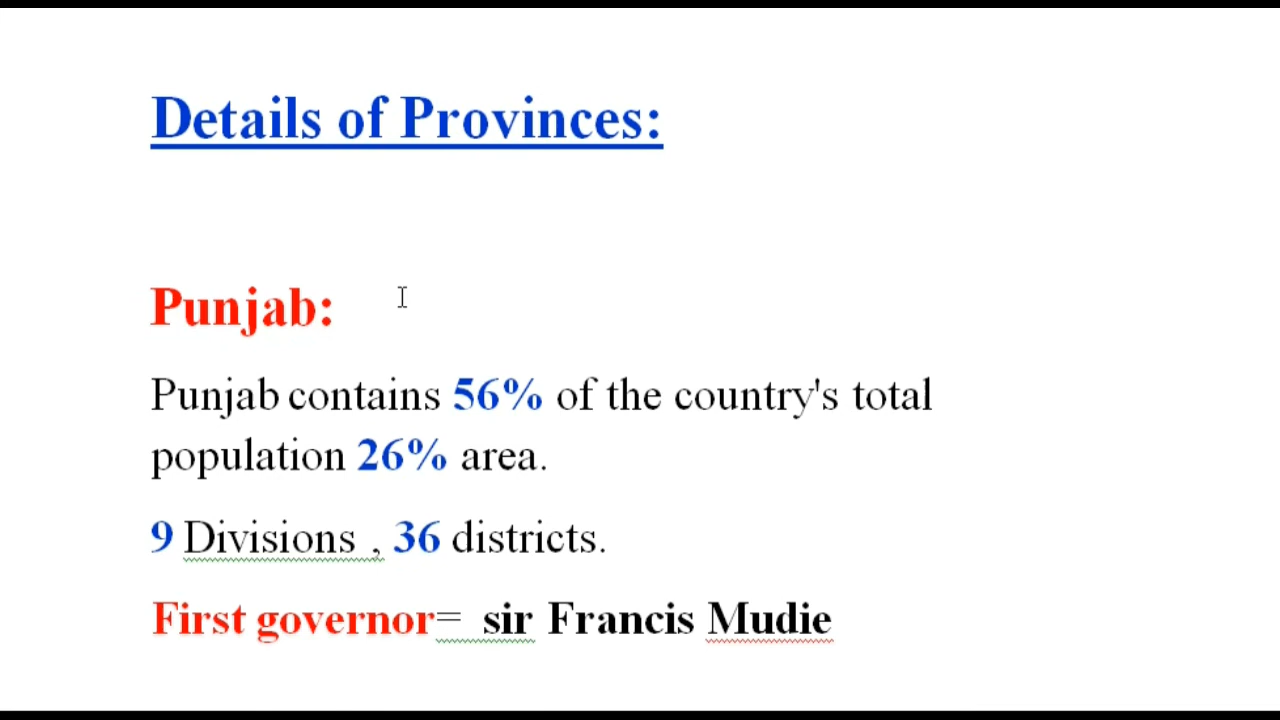 Details of Provinces:
Punjab:
Punjab contains 56% of the country's total
population 26% area.
9 Divisions , 36 districts.
First governor= sir Francis Mudie